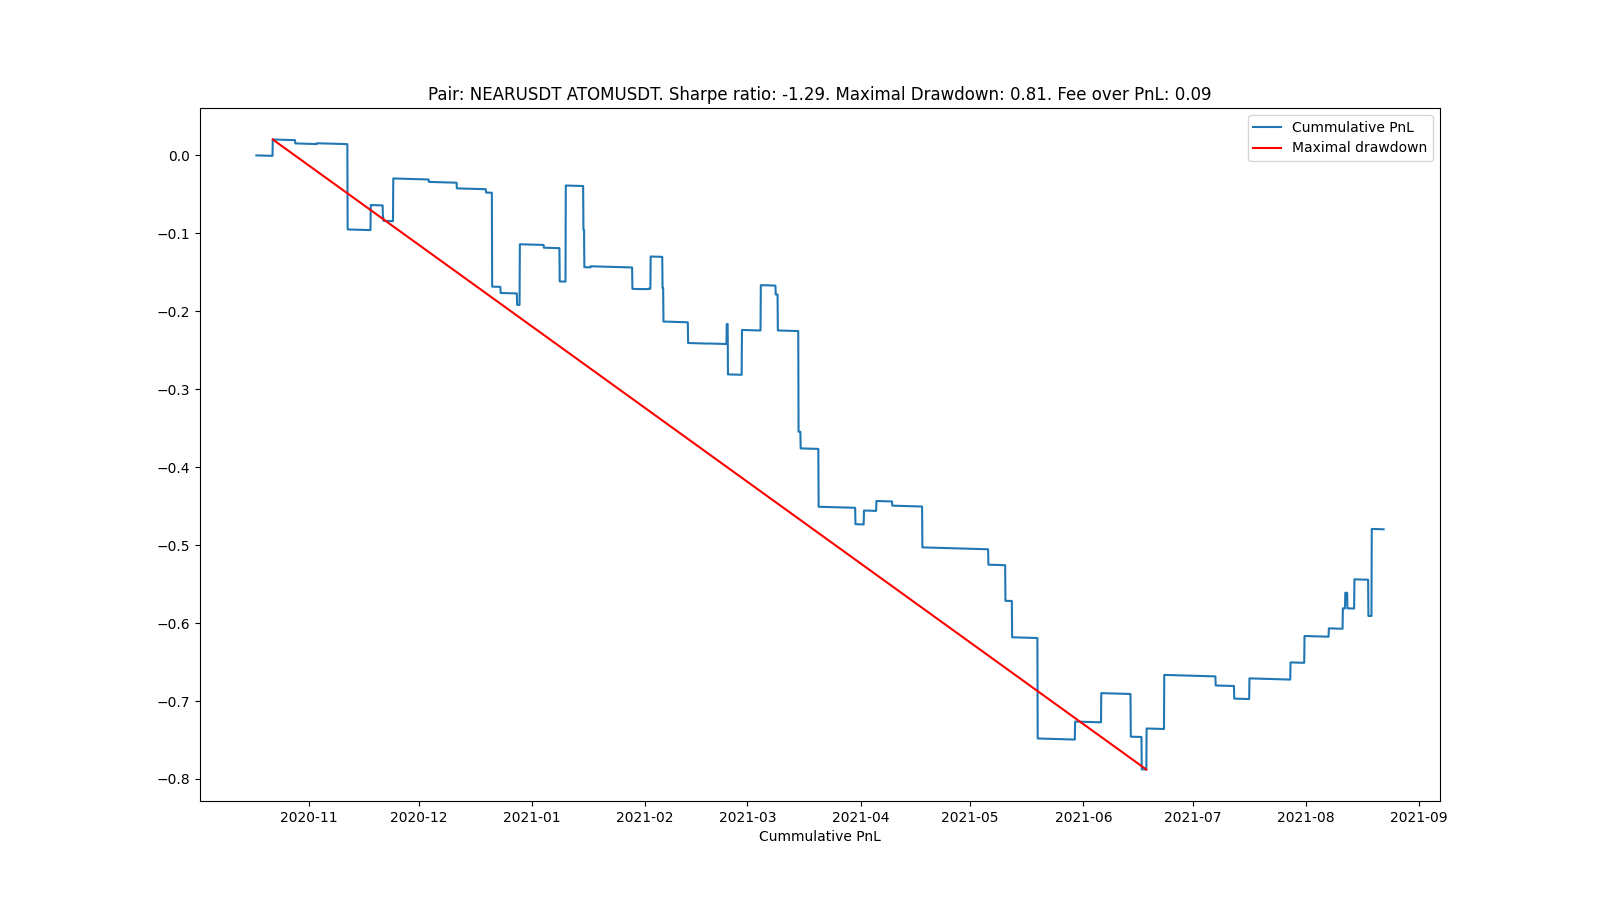 Pair: NEARUSDT ATOMUSDT. Sharpe ratio: -1.29. Maximal Drawdown: 0.81. Fee over PnL: 0.09
Cummulative PnL
Maximal drawdown
0.0
−0.1
−0.2
−0.3
−0.4
−0.5
−0.6
−0.7
−0.8
2020-11 2020-12 2021-01 2021-02 2021-03 2021-04 2021-05 2021-06 2021-07 2021-08 2021-09
Cummulative PnL